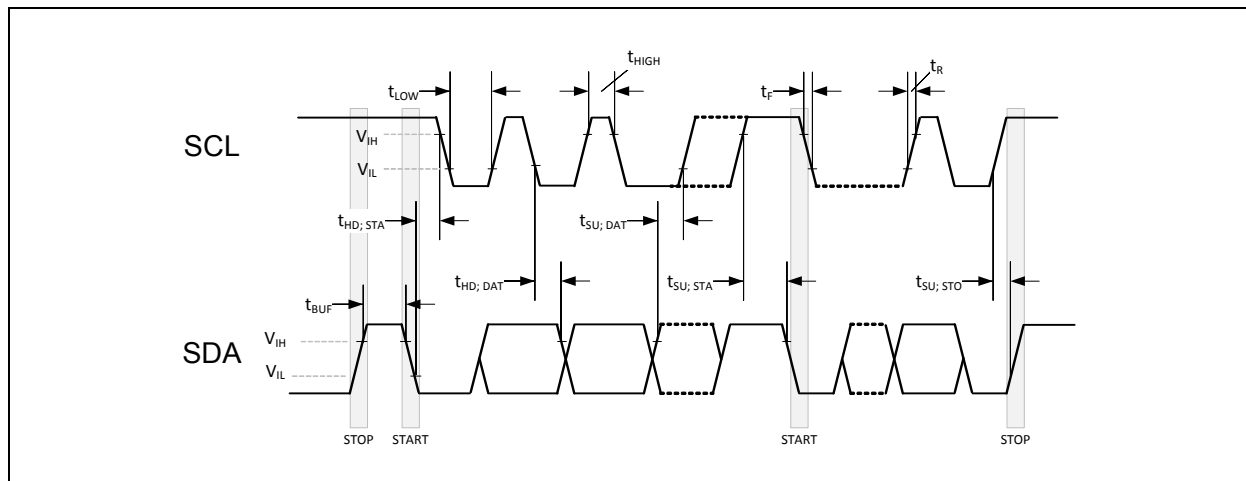 tHIGH
tLOW
tF
tR
SCL
VIH
VIL
tHD; STA
tSU; DAT
tHD; DAT
tSU; STA
tSU; STO
tBUF
SDA
VIH
VIL
STOP
START
START
STOP